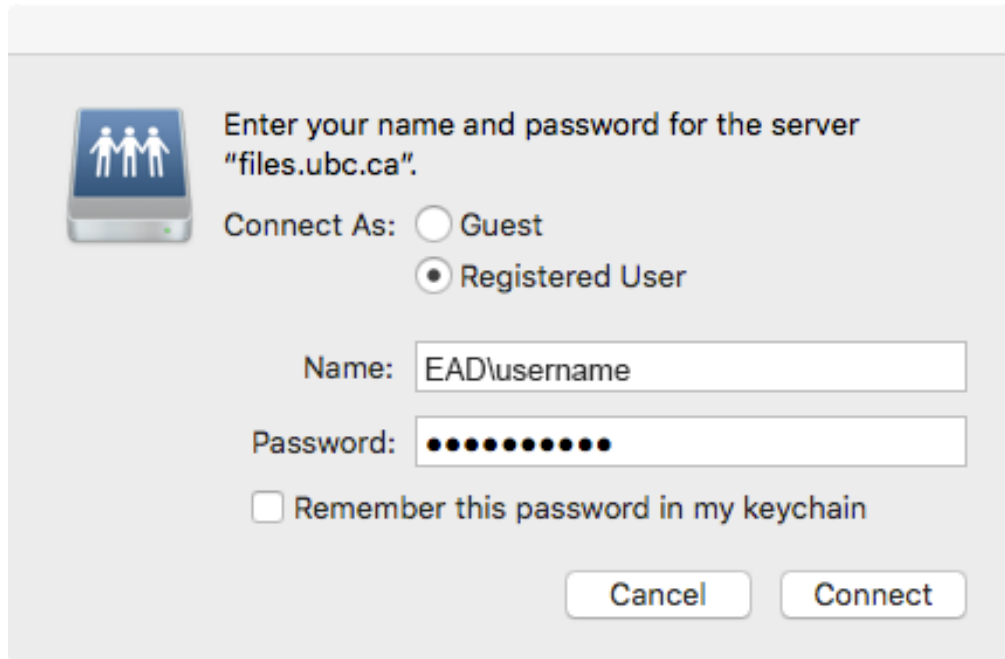 Enter your name and password for the server
"files.ubc.ca".
Connect As: Guest
Registered User
Name: EAD\username
Password: ••••••••••
Remember this password in my keychain
Cancel Connect